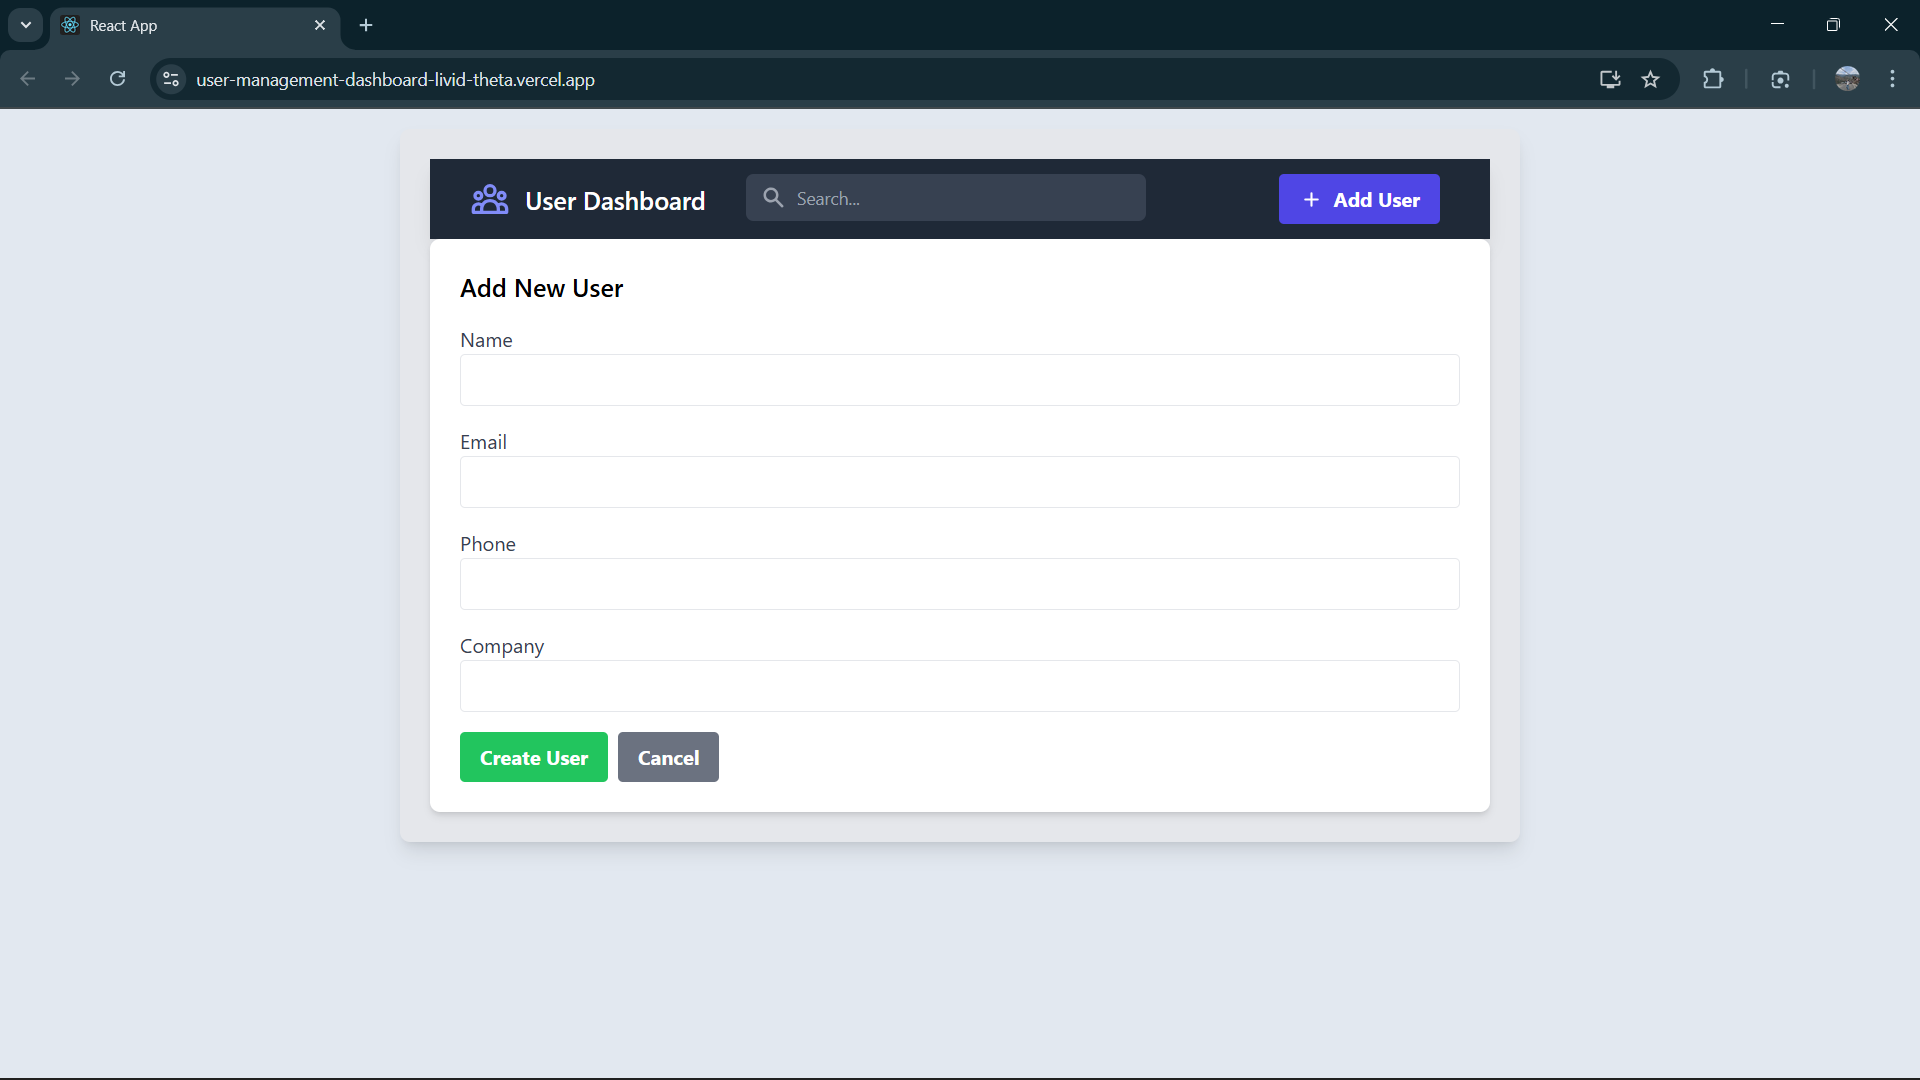 React App
user-management-dashboard-livid-theta.vercel.app
User Dashboard
Search...
Add User
Add New User
Name
Email
Phone
Company
Create User
Cancel